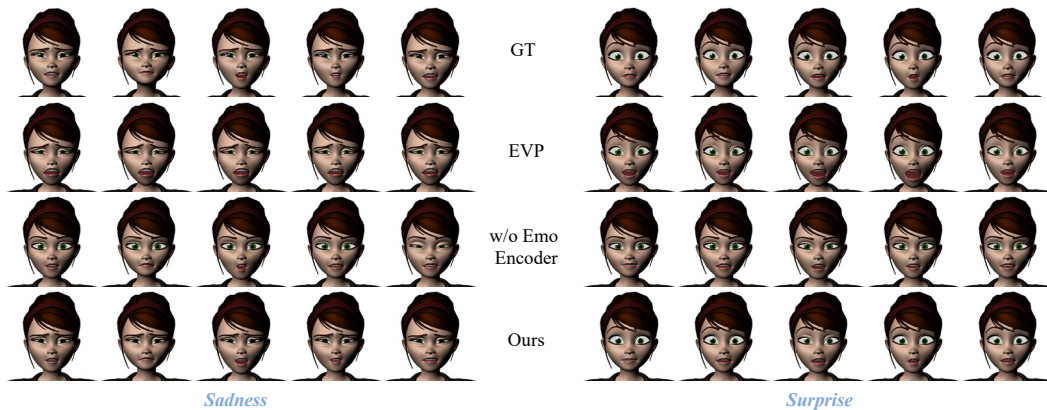 GT
EVP
w/o Emo
Encoder
Ours
Sadness
Surprise